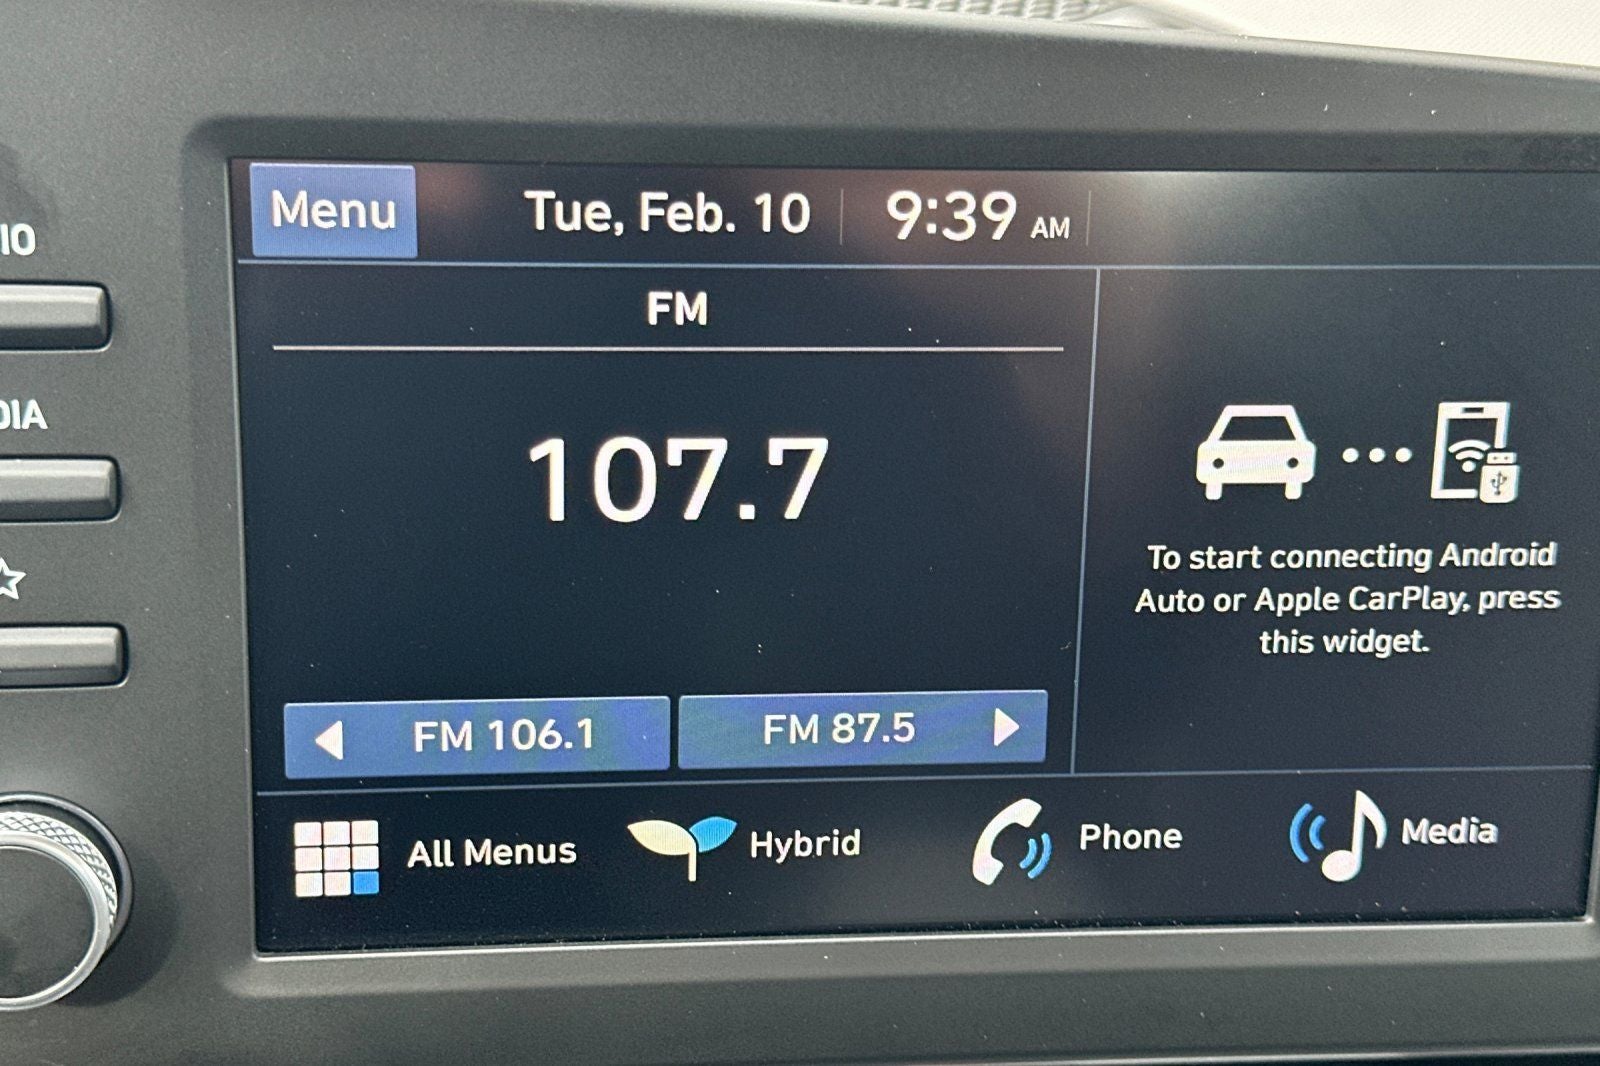 Menu
Tue, Feb. 10
9:39 AM
FM
107.7
FM 106.1
FM 87.5
To start connecting Android
Auto or Apple CarPlay, press
this widget.
All Menus
Hybrid
Phone
Media
IO
DIA